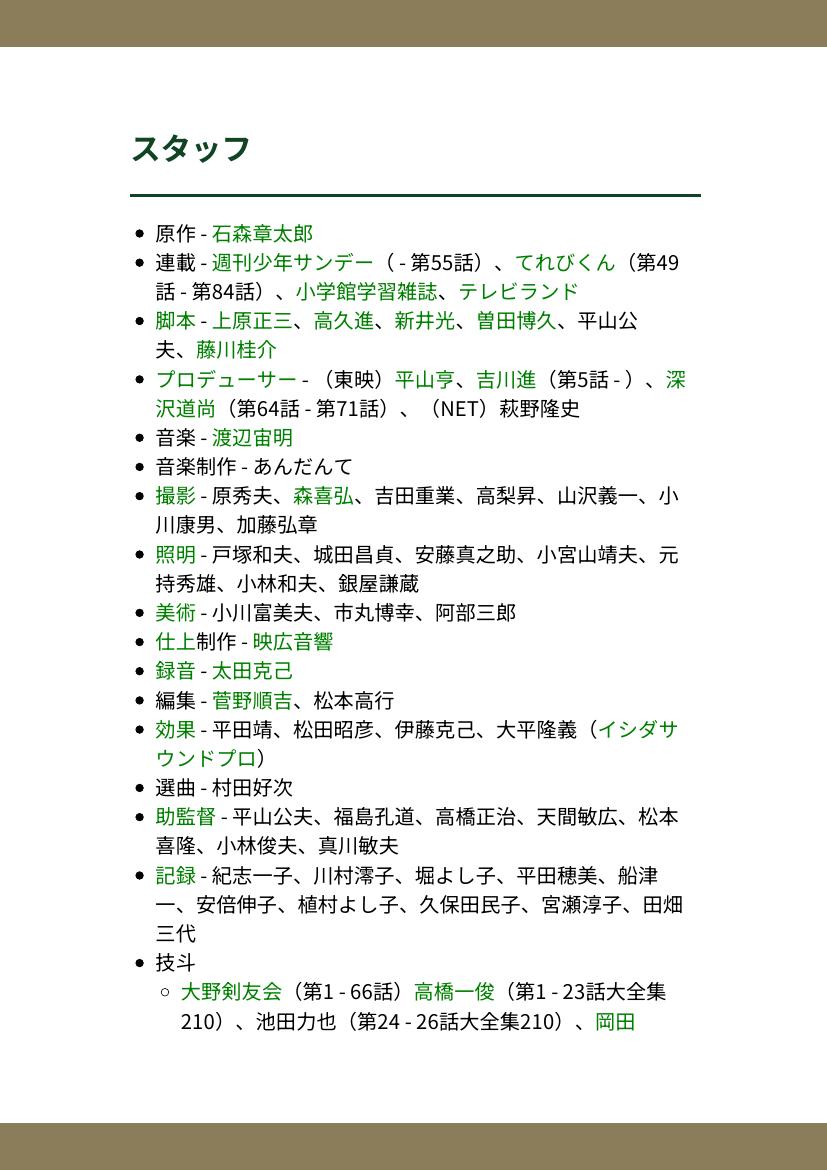 スタッフ
原作 - 石森章太郎
連載 - 週刊少年サンデー（ - 第55話）、てれびくん（第49
話 - 第84話）、小学館学習雑誌、テレビランド
脚本 - 上原正三、高久進、新井光、曽田博久、平山公
夫、藤川桂介
プロデューサー - （東映）平山亨、吉川進（第5話 - ）、深
沢道尚（第64話 - 第71話）、（NET）萩野隆史
音楽 - 渡辺宙明
音楽制作 - あんだんて
撮影 - 原秀夫、森喜弘、吉田重業、高梨昇、山沢義一、小
川康男、加藤弘章
照明 - 戸塚和夫、城田昌貞、安藤真之助、小宮山靖夫、元
持秀雄、小林和夫、銀屋謙蔵
美術 - 小川富美夫、市丸博幸、阿部三郎
仕上制作 - 映広音響
録音 - 太田克己
編集 - 菅野順吉、松本高行
効果 - 平田靖、松田昭彦、伊藤克己、大平隆義（イシダサ
ウンドプロ）
選曲 - 村田好次
助監督 - 平山公夫、福島孔道、高橋正治、天間敏広、松本
喜隆、小林俊夫、真川敏夫
記録 - 紀志一子、川村澪子、堀よし子、平田穂美、船津
一、安倍伸子、植村よし子、久保田民子、宮瀬淳子、田畑
三代
技斗
大野剣友会（第1 - 66話）高橋一俊（第1 - 23話大全集
210）、池田力也（第24 - 26話大全集210）、岡田